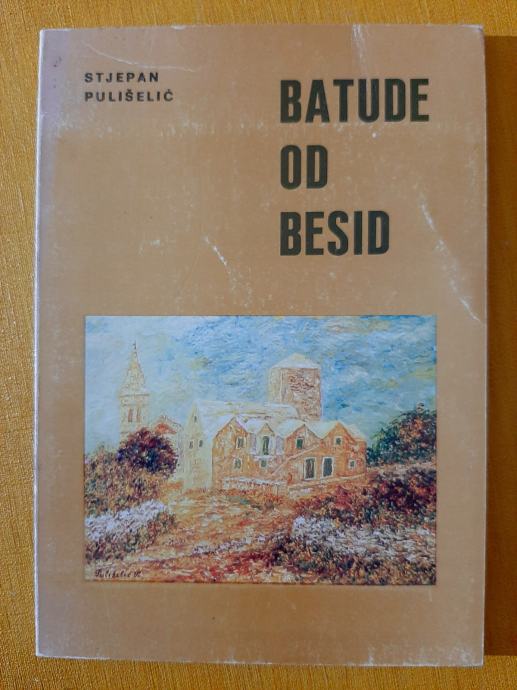 STJEPAN
PULIŠELIĆ
BATUDE
OD
BESID